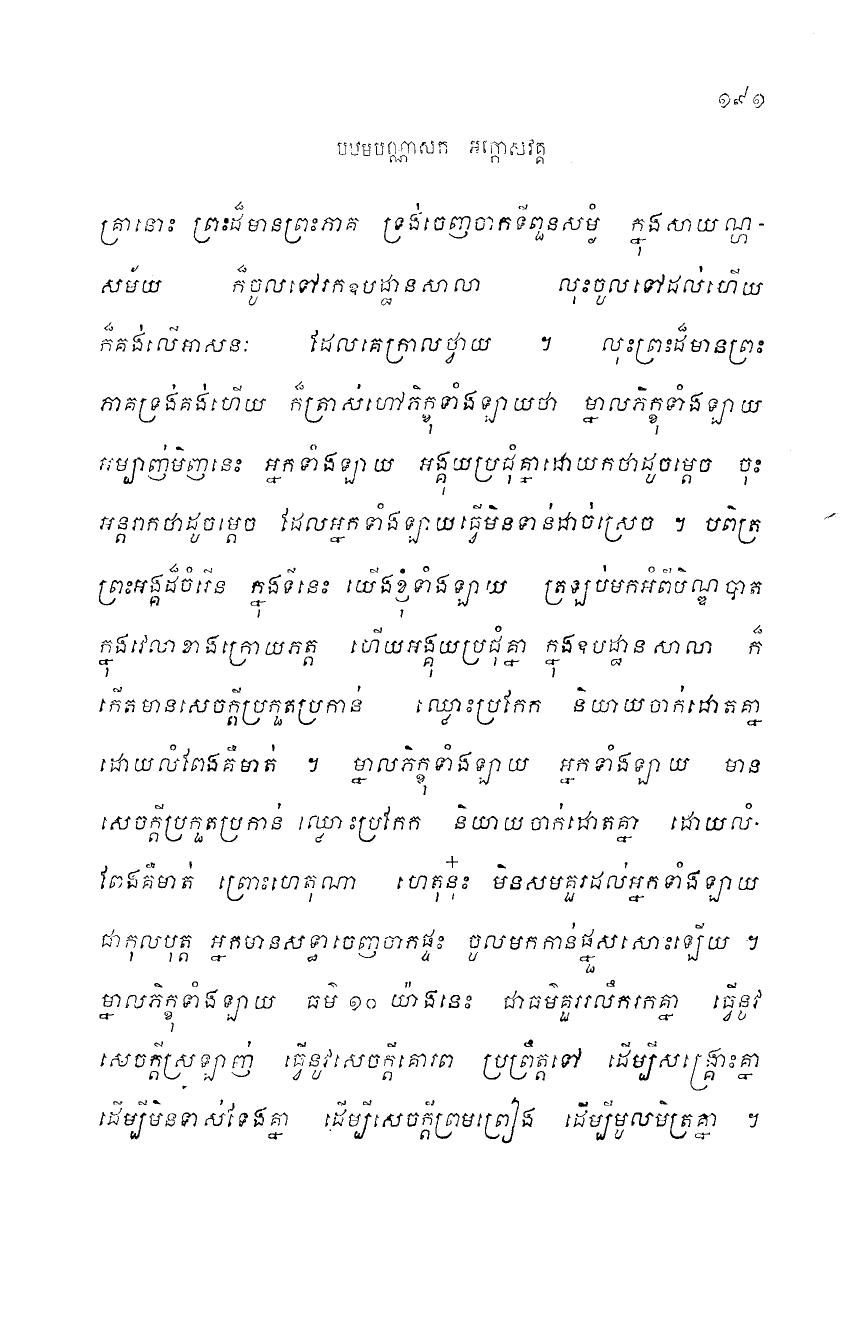 ១៩១
បឋមបណ្ណាសក អក្កោសវគ្គ
គ្រានោះ ព្រះដ៏មានព្រះភាគ ទ្រង់ចេញចាកទីពួនសម្ងំ ក្នុងសាយណ្ហ-
សម័យ ក៏ចូលទៅរកឧបដ្ឋានសាលា លុះចូលទៅដល់ហើយ
ក៏គង់លើអាសនៈ ដែលគេក្រាលថ្វាយ ។ លុះព្រះដ៏មានព្រះ
ភាគទ្រង់គង់ហើយ ក៏ត្រាស់ហៅភិក្ខុទាំងឡាយថា ម្នាលភិក្ខុទាំងឡាយ
អម្បាញ់មិញនេះ អ្នកទាំងឡាយ អង្គុយប្រជុំគ្នាដោយកថាដូចម្តេច ចុះ
អន្តរាកថាដូចម្តេច ដែលអ្នកទាំងឡាយធ្វើមិនទាន់ដាច់ស្រេច ។ បពិត្រ
ព្រះអង្គដ៏ចំរើន ក្នុងទីនេះ យើងខ្ញុំទាំងឡាយ ត្រឡប់មកអំពីបិណ្ឌបាត
ក្នុងវេលាខាងក្រោយភត្ត ហើយអង្គុយប្រជុំគ្នា ក្នុងឧបដ្ឋានសាលា ក៏
កើតមានសេចក្តីប្រកួតប្រកាន់ ឈ្លោះប្រកែក និយាយចាក់ដោតគ្នា
ដោយលំពែងគឺមាត់ ។ ម្នាលភិក្ខុទាំងឡាយ អ្នកទាំងឡាយ មាន
សេចក្តីប្រកួតប្រកាន់ ឈ្លោះប្រកែក និយាយចាក់ដោតគ្នា ដោយលំ-
ពែងគឺមាត់ ព្រោះហេតុណា ហេតុនុ៎ះ មិនសមគួរដល់អ្នកទាំងឡាយ
ជាកុលបុត្ត អ្នកមានសទ្ធាចេញចាកផ្ទះ ចូលមកកាន់ផ្នួសសោះឡើយ ។
ម្នាលភិក្ខុទាំងឡាយ ធម៌ ១០ យ៉ាងនេះ ជាធម៌គួររលឹករកគ្នា ធ្វើនូវ
សេចក្តីស្រឡាញ់ ធ្វើនូវសេចក្តីគោរព ប្រព្រឹត្តទៅ ដើម្បីសង្គ្រោះគ្នា
ដើម្បីមិនទាស់ទែងគ្នា ដើម្បីសេចក្តីព្រមព្រៀង ដើម្បីមូលមិត្រគ្នា ។